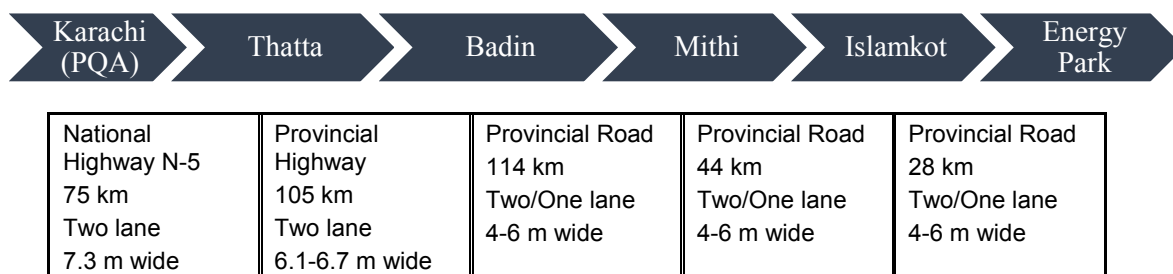 Karachi
(PQA)
Thatta
Badin
Mithi
Islamkot
Energy
Park
National
Highway N-5
75 km
Two lane
7.3 m wide
Provincial
Highway
105 km
Two lane
6.1-6.7 m wide
Provincial Road
114 km
Two/One lane
4-6 m wide
Provincial Road
44 km
Two/One lane
4-6 m wide
Provincial Road
28 km
Two/One lane
4-6 m wide